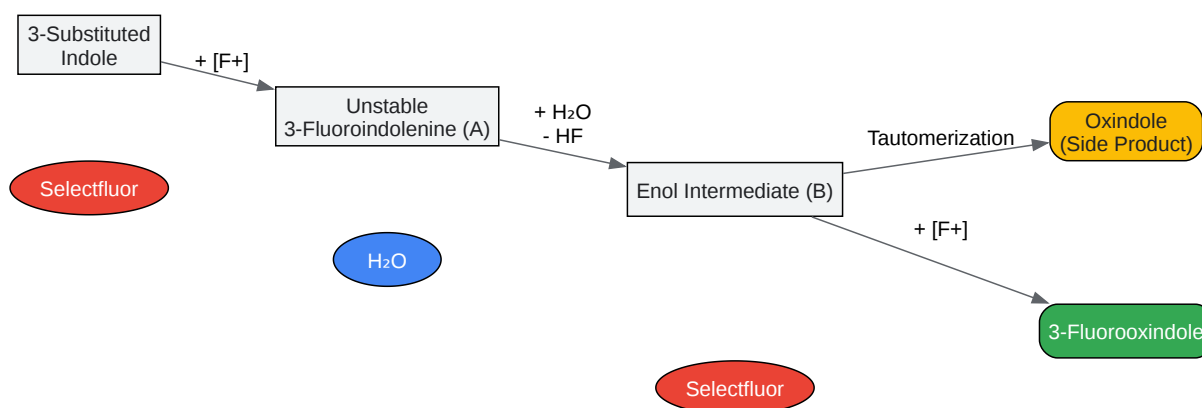 3-Substituted
Indole
+ [F+]
Unstable
3-Fluoroindolenine (A)
+ H₂O
- HF
Enol Intermediate (B)
Tautomerization
Oxindole
(Side Product)
+ [F+]
3-Fluorooxindole
Selectfluor
H₂O
Selectfluor